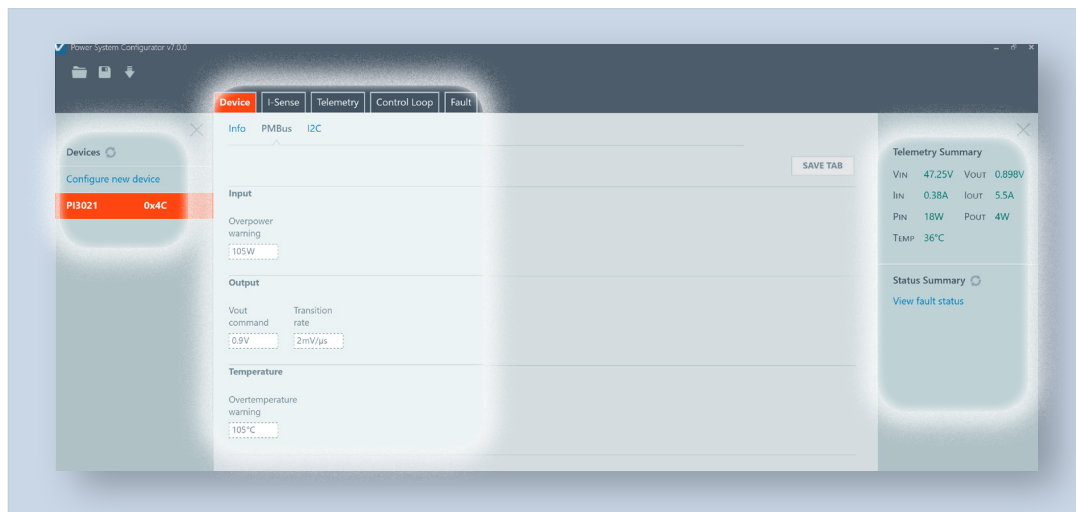 Power System Configurator v7.0.0
Device I-Sense Telemetry Control Loop Fault
Info PMBus I2C
Devices
Configure new device
PI3021 0x4C
SAVE TAB
Input
Overpower
warning
105W
Output
Vout Transition
command rate
0.9V 2mV/μs
Temperature
Overtemperature
warning
105°C
Telemetry Summary
VIN 47.25V VOUT 0.898V
IIN 0.38A IOUT 5.5A
PIN 18W POUT 4W
TEMP 36°C
Status Summary
View fault status